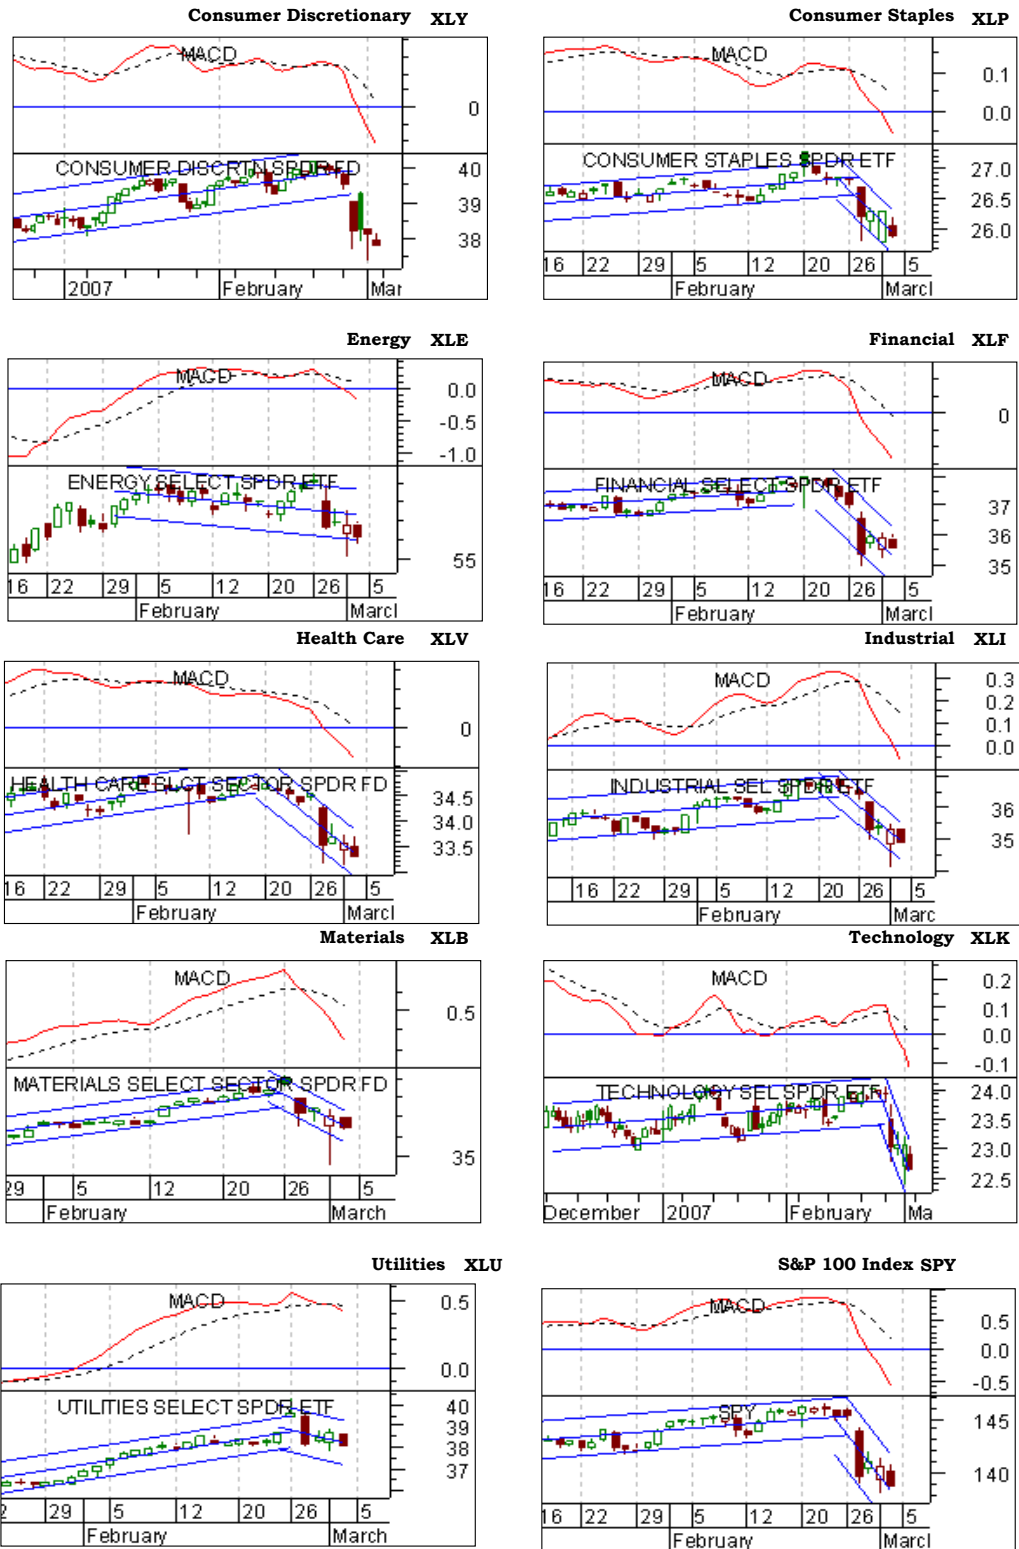 Consumer Discretionary XLY
MACD
0
CONSUMER DISCRTN SPDR FD
40
39
38
2007 February Mar
Consumer Staples XLP
MACD
0.1
0.0
CONSUMER STAPLES SPDR ETF
27.0
26.5
26.0
16 22 29 5 12 20 26 5
February Marcl
Energy XLE
MACD
0.0
-0.5
-1.0
ENERGY SELECT SPDR ETF
55
16 22 29 5 12 20 26 5
February Marcl
Financial XLF
MACD
0
FINANCIAL SELECT SPDR ETF
37
36
35
16 22 29 5 12 20 26 5
February Marcl
Health Care XLV
MACD
0
HEALTH CARE SLCT SECTOR SPDR FD
34.5
34.0
33.5
16 22 29 5 12 20 26 5
February Marcl
Industrial XLI
MACD
0.3
0.2
0.1
0.0
INDUSTRIAL SEL SPDR ETF
36
35
16 22 29 5 12 20 26 5
February Marc
Materials XLB
MACD
0.5
MATERIALS SELECT SECTOR SPDR FD
35
29 5 12 20 26 5
February March
Technology XLK
MACD
0.2
0.1
0.0
-0.1
TECHNOLOGY SEL SPDR ETF
24.0
23.5
23.0
22.5
December 2007 February Ma
Utilities XLU
MACD
0.5
0.0
UTILITIES SELECT SPDR ETF
40
39
38
37
2 29 5 12 20 26 5
February March
S&P 100 Index SPY
MACD
0.5
0.0
-0.5
SPY
145
140
16 22 29 5 12 20 26 5
February Marcl